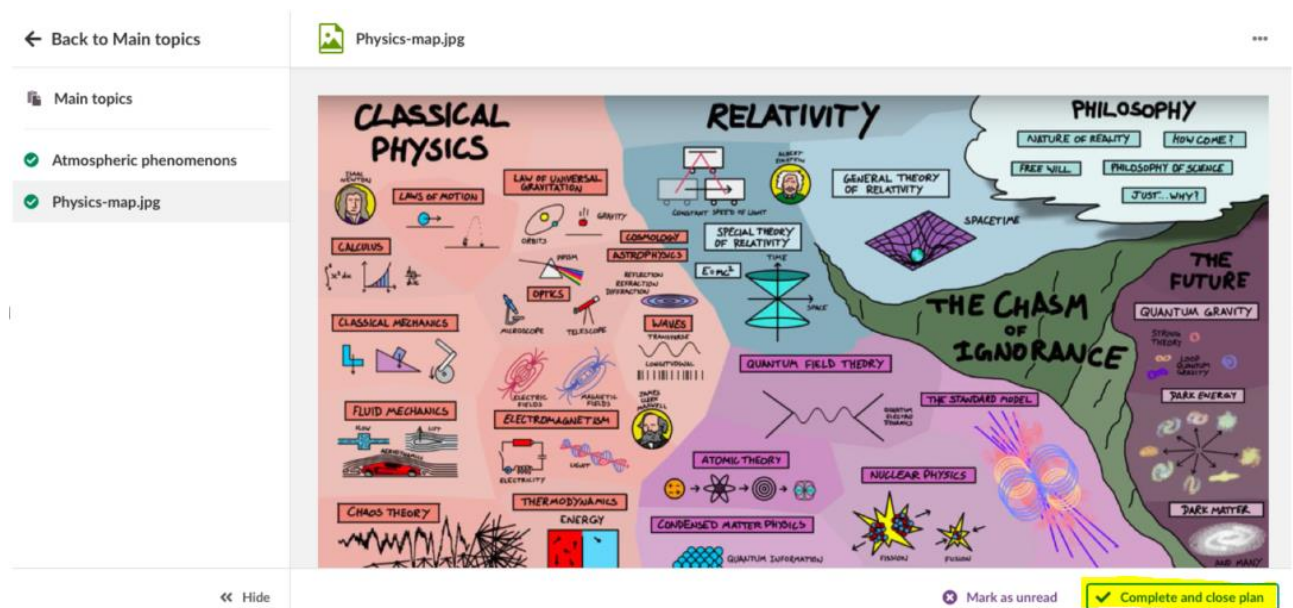 Back to Main topics
Physics-map.jpg
Main topics
Atmospheric phenomenons
Physics-map.jpg
CLASSICAL
PHYSICS
ISAAC
NEWTON
LAWS OF MOTION
LAW OF UNIVERSAL
GRAVITATION
ORBITS
GRAVITY
CALCULUS
COSMOLOGY
ASTROPHYSICS
PRISM
OPTICS
REFLECTION
REFRACTION
DIFFRACTION
MICROSCOPE
TELESCOPE
CLASSICAL MECHANICS
WAVES
TRANSVERSE
LONGITUDINAL
ELECTRIC
FIELDS
MAGNETIC
FIELDS
JAMES
CLERK
MAXWELL
FLUID MECHANICS
FLOW
LIFT
AERODYNAMICS
ELECTROMAGNETISM
ELECTRICITY
LIGHT
CHAOS THEORY
THERMODYNAMICS
ENERGY
RELATIVITY
ALBERT
EINSTEIN
CONSTANT SPEED OF LIGHT
GENERAL THEORY
OF RELATIVITY
SPACETIME
SPECIAL THEORY
OF RELATIVITY
E=mc²
TIME
SPACE
PHILOSOPHY
NATURE OF REALITY
HOW COME?
FREE WILL
PHILOSOPHY OF SCIENCE
JUST...WHY?
THE CHASM
OF
IGNORANCE
THE
FUTURE
QUANTUM GRAVITY
STRING
THEORY
LOOP
QUANTUM
GRAVITY
DARK ENERGY
DARK MATTER
AND MANY
QUANTUM FIELD THEORY
QUANTUM
ELECTRO
DYNAMICS
THE STANDARD MODEL
ATOMIC THEORY
NUCLEAR PHYSICS
FISSION
FUSION
CONDENSED MATTER PHYSICS
QUANTUM INFORMATION
Hide
Mark as unread
Complete and close plan